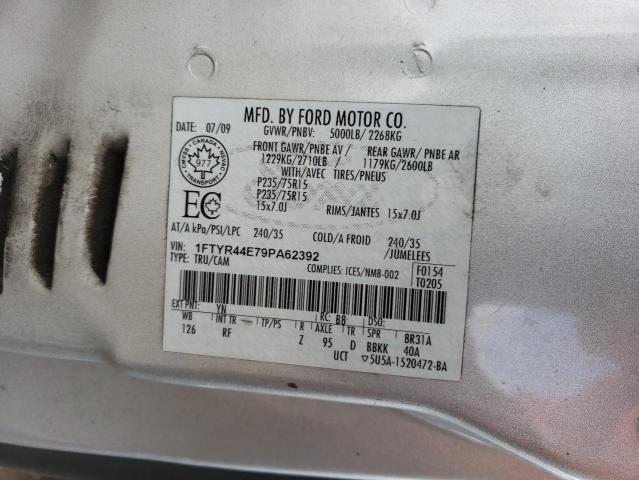 MFD. BY FORD MOTOR CO.
DATE: 07/09
GVWR/PNBV: 5000LB/ 2268KG
FRONT GAWR/PNBE AV / REAR GAWR/ PNBE AR
1229KG/2710LB 1179KG/2600LB
WITH/AVEC TIRES/PNEUS
P235/75R15
P235/75R15
15x7.0J RIMS/JANTES 15x7.0J
CANADA
977
TRANSPORT
EC
AT/A kPa/PSI/LPC 240/35 COLD/A FROID 240/35
/JUMELEES
VIN: 1FTYR44E79PA62392
TYPE: TRU/CAM
COMPLIES: ICES/NMB-002
F0154
T0205
EXT PNT: YN RC: B8 DSO:
WB INT TR TP/PS R AXLE TR SPR 8R31A
126 RF Z 95 D BBKK 40A
UCT ▽5U5A-1520472-BA